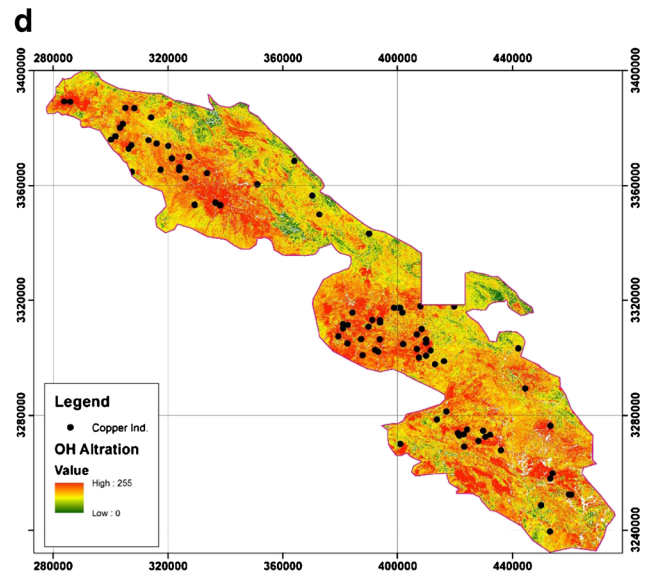 d
280000 320000 360000 400000 440000
3400000 3400000
3360000 3360000
3320000 3320000
3280000 3280000
3240000 3240000
Legend
Copper Ind.
OH Altration
Value
High : 255
Low : 0
280000 320000 360000 400000 440000